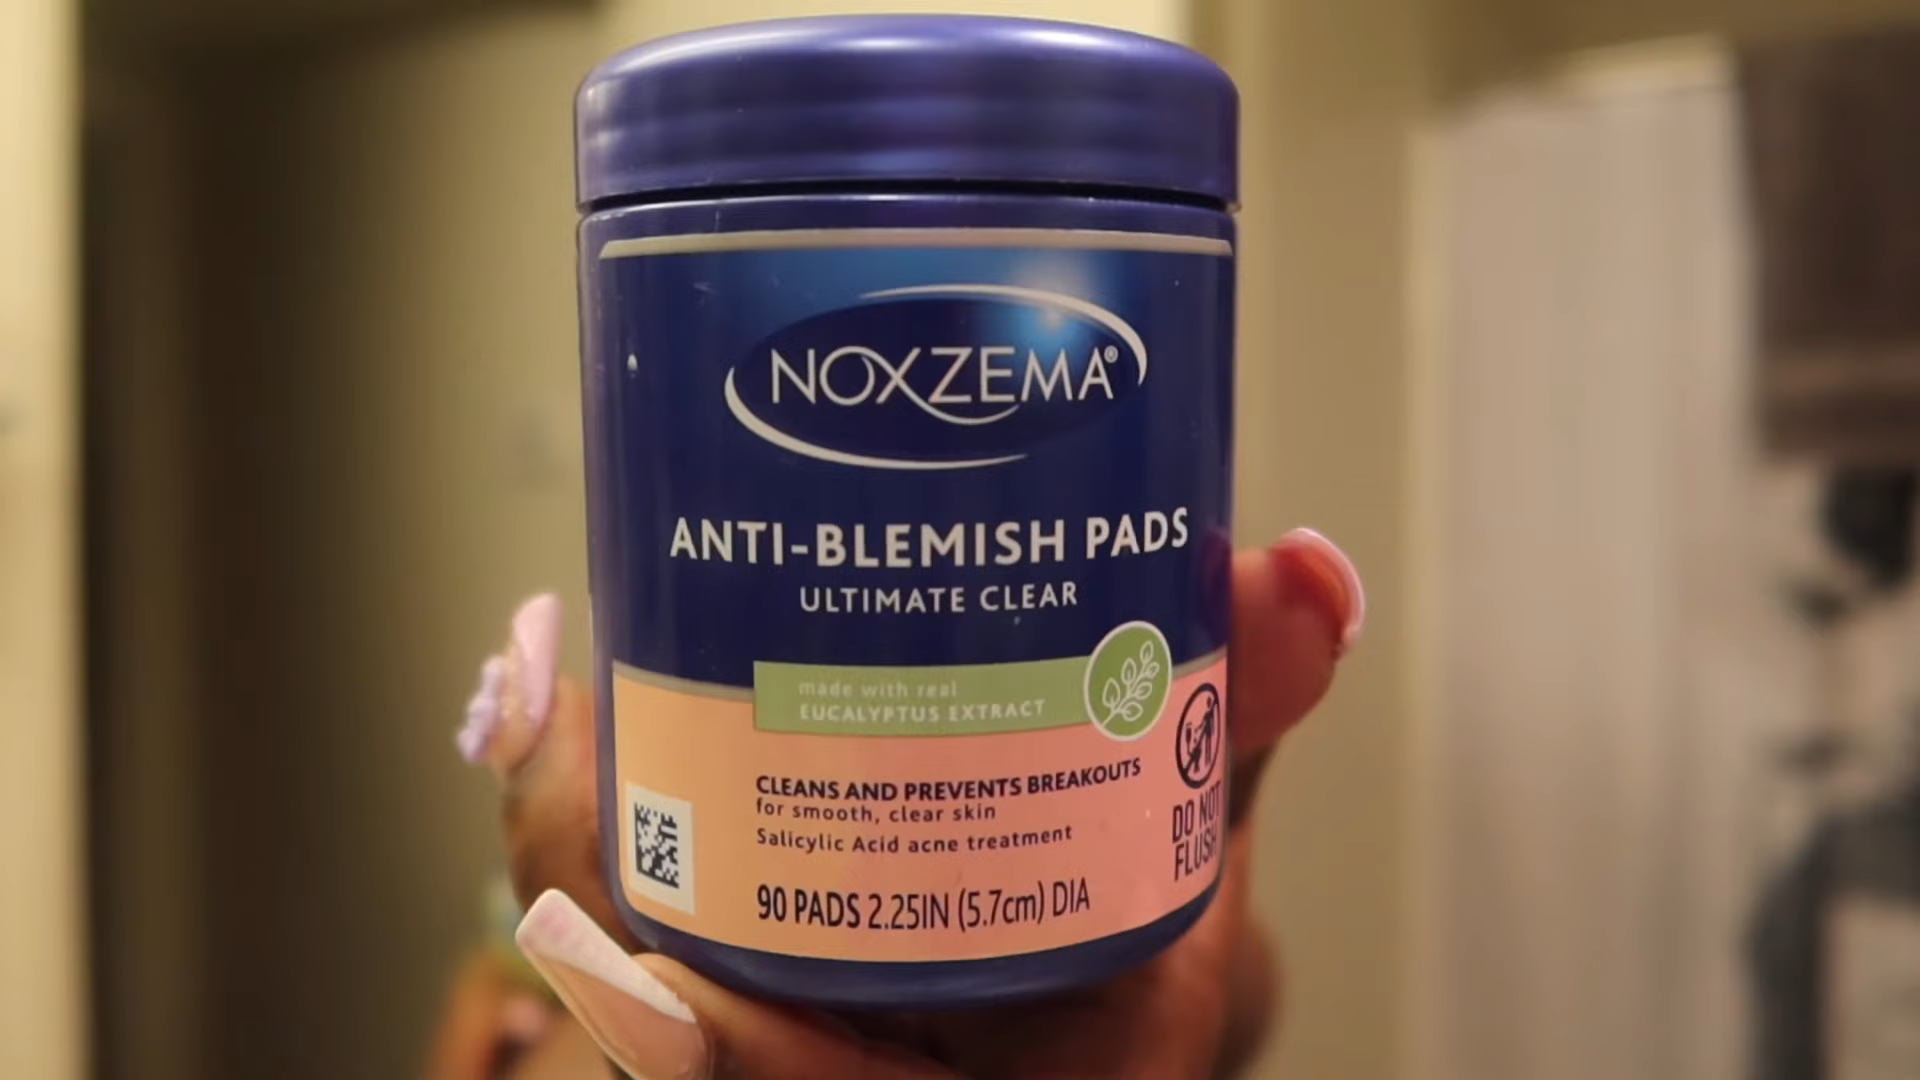 NOXZEMA®
ANTI-BLEMISH PADS
ULTIMATE CLEAR
made with real
EUCALYPTUS EXTRACT
CLEANS AND PREVENTS BREAKOUTS
for smooth, clear skin
Salicylic Acid acne treatment
90 PADS 2.25IN (5.7cm) DIA
DO NOT
FLUSH